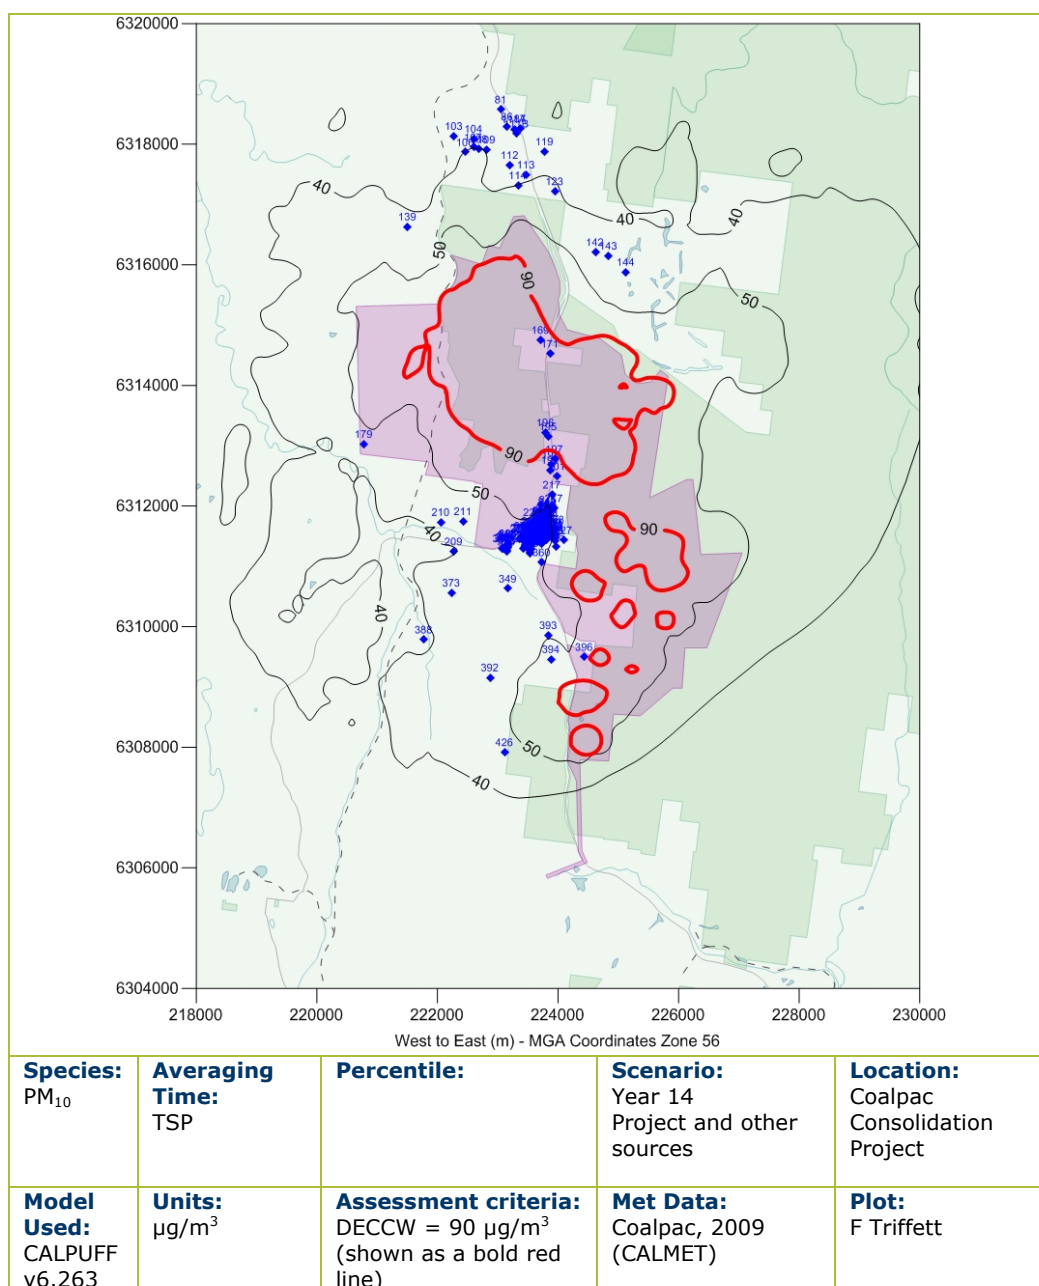 6320000
81
103
104
119
6318000
112
113
123
40
40
40
139
50
142
143
144
6316000
90
50
169
171
6314000
179
90
197
50
217
6312000
210
211
90
40
209
360
373
349
40
6310000
388
393
394
396
392
50
6308000
426
40
6306000
6304000
218000 220000 222000 224000 226000 228000 230000
West to East (m) - MGA Coordinates Zone 56
Species:
PM10
Averaging
Time:
TSP
Percentile:
Scenario:
Year 14
Project and other
sources
Location:
Coalpac
Consolidation
Project
Model
Used:
CALPUFF
v6.263
Units:
µg/m³
Assessment criteria:
DECCW = 90 µg/m³
(shown as a bold red
line)
Met Data:
Coalpac, 2009
(CALMET)
Plot:
F Triffett